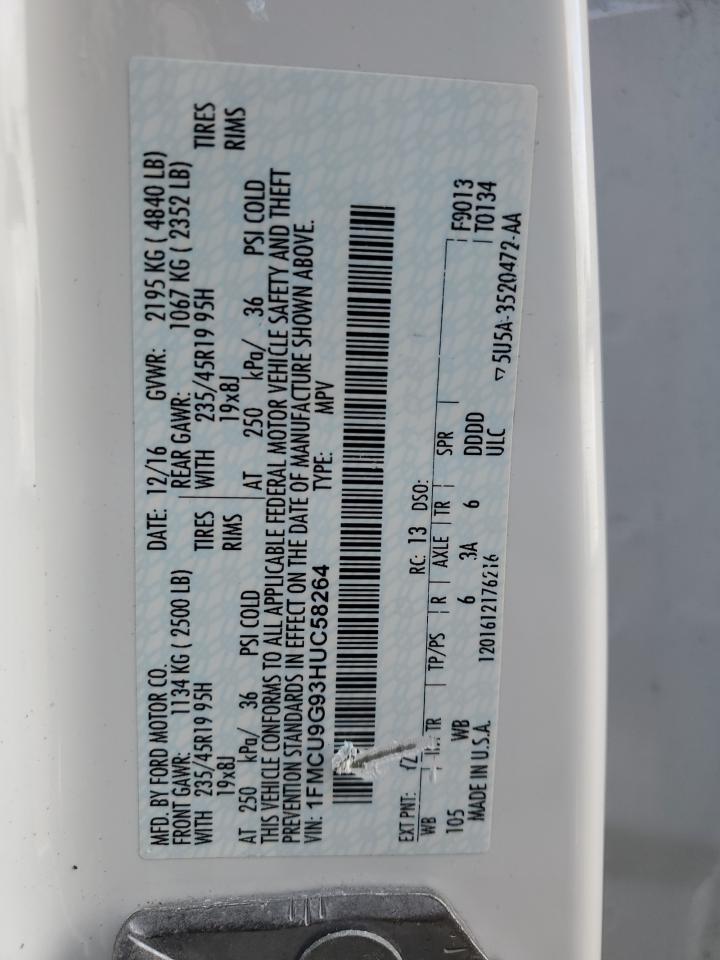 MFD. BY FORD MOTOR CO.
DATE: 12/16 GVWR: 2195 KG ( 4840 LB)
FRONT GAWR: 1134 KG ( 2500 LB) REAR GAWR: 1067 KG ( 2352 LB)
WITH 235/45R19 95H TIRES WITH 235/45R19 95H TIRES
19x8J RIMS 19x8J RIMS
AT 250 kPa/ 36 PSI COLD AT 250 kPa/ 36 PSI COLD
THIS VEHICLE CONFORMS TO ALL APPLICABLE FEDERAL MOTOR VEHICLE SAFETY AND THEFT
PREVENTION STANDARDS IN EFFECT ON THE DATE OF MANUFACTURE SHOWN ABOVE.
VIN: 1FMCU9G93HUC58264 TYPE: MPV
EXT PNT: RC: 13 DSO: F9013
WB TR TP/PS R AXLE TR SPR T0134
105 WB 6 3A 6 DDDD
MADE IN U.S.A. ULC
▽5U5A-3520472-AA